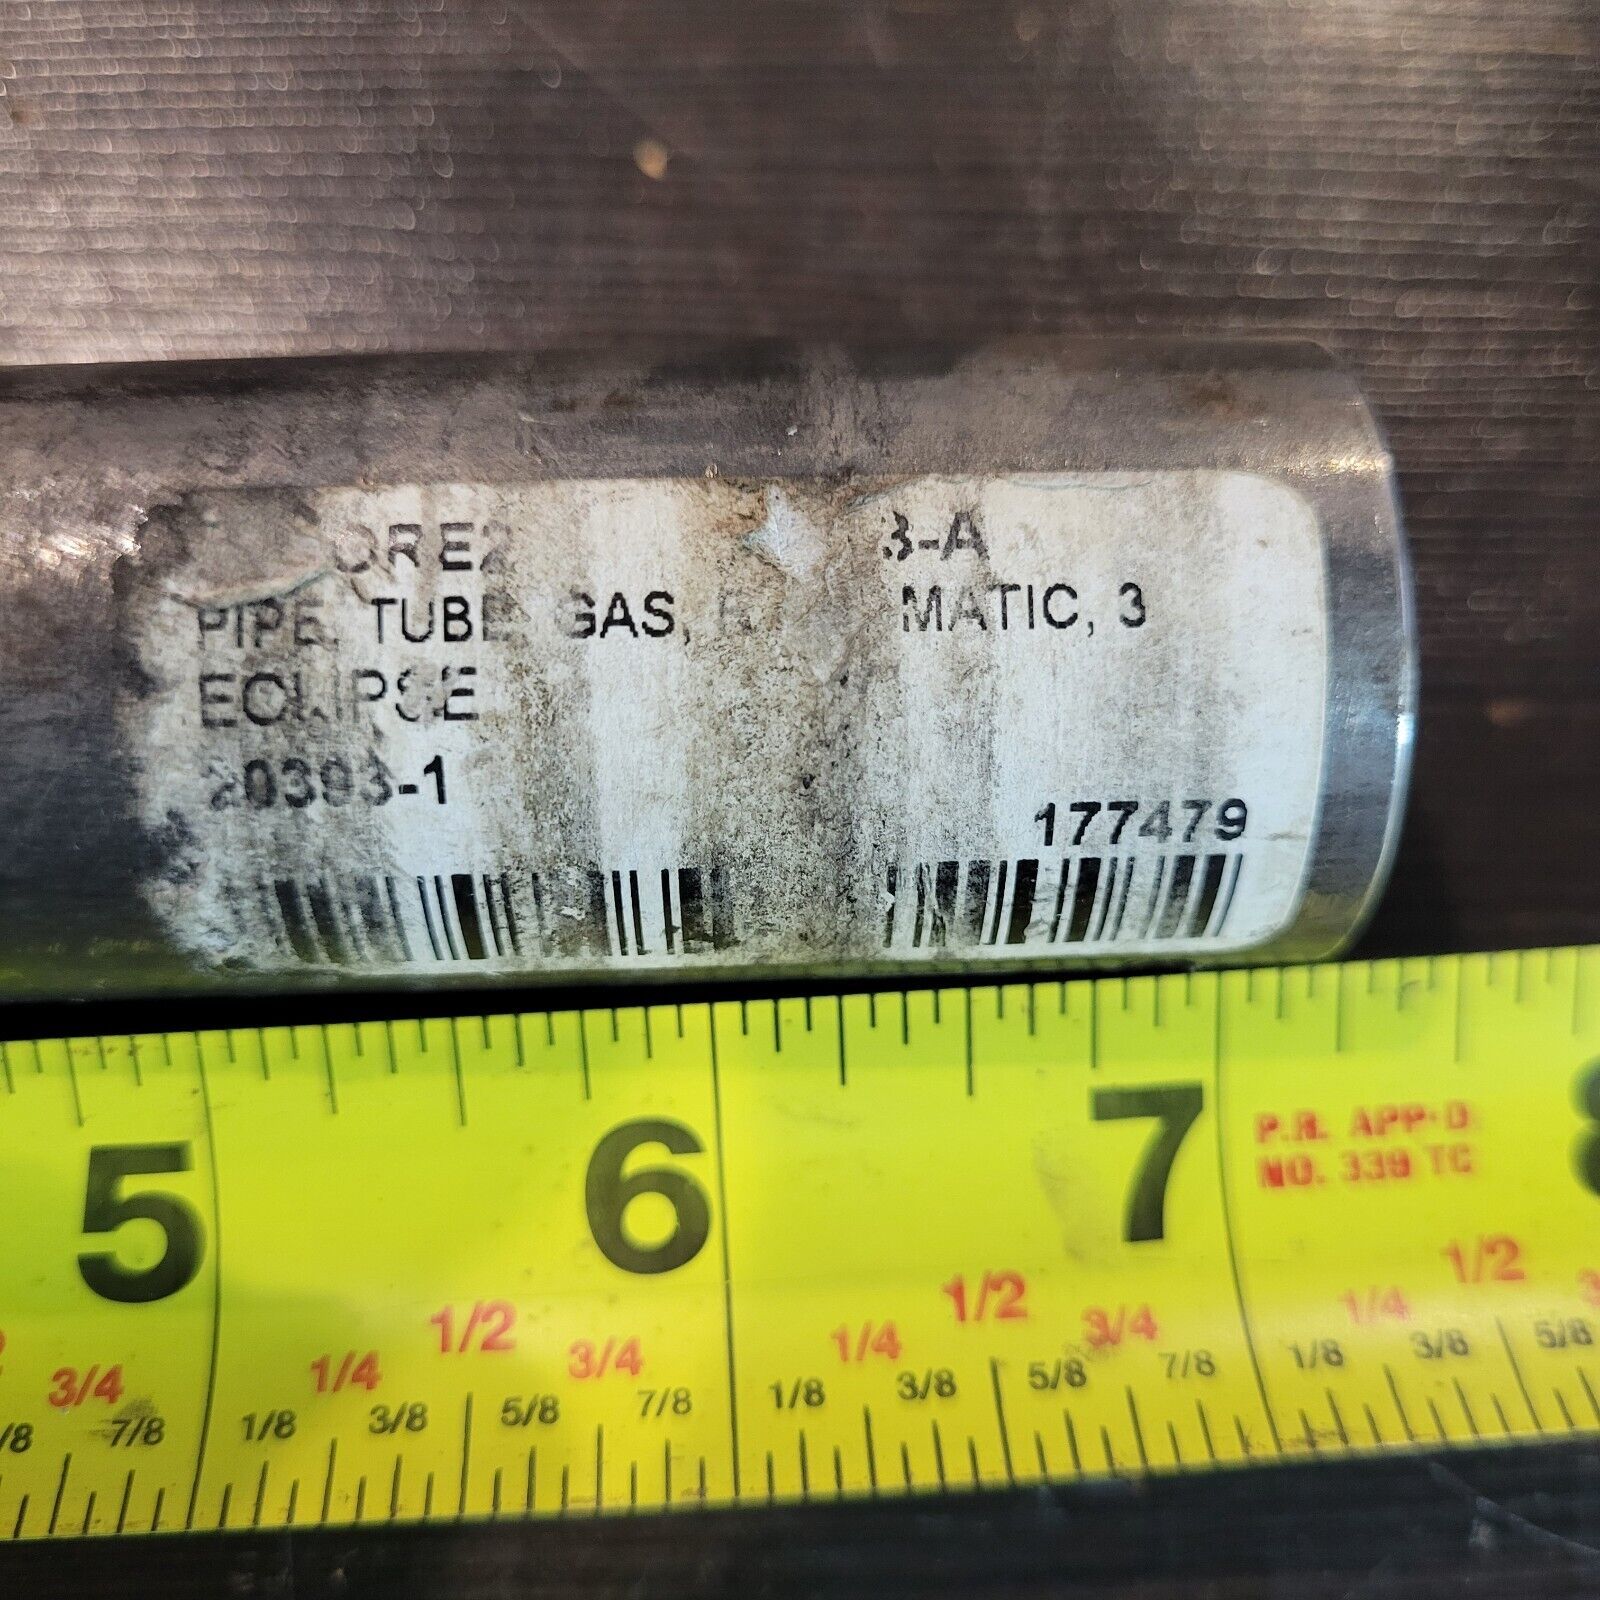 3-A
PIPE, TUBE GAS, MATIC, 3
ECLIPSE
20393-1
177479
5 6 7 8
P.R. APP-D.
NO. 339 TC
3/4 1/4 1/2 3/4 1/4 1/2 3/4 1/4 1/2
7/8 1/8 3/8 5/8 7/8 1/8 3/8 5/8 7/8 1/8 3/8 5/8